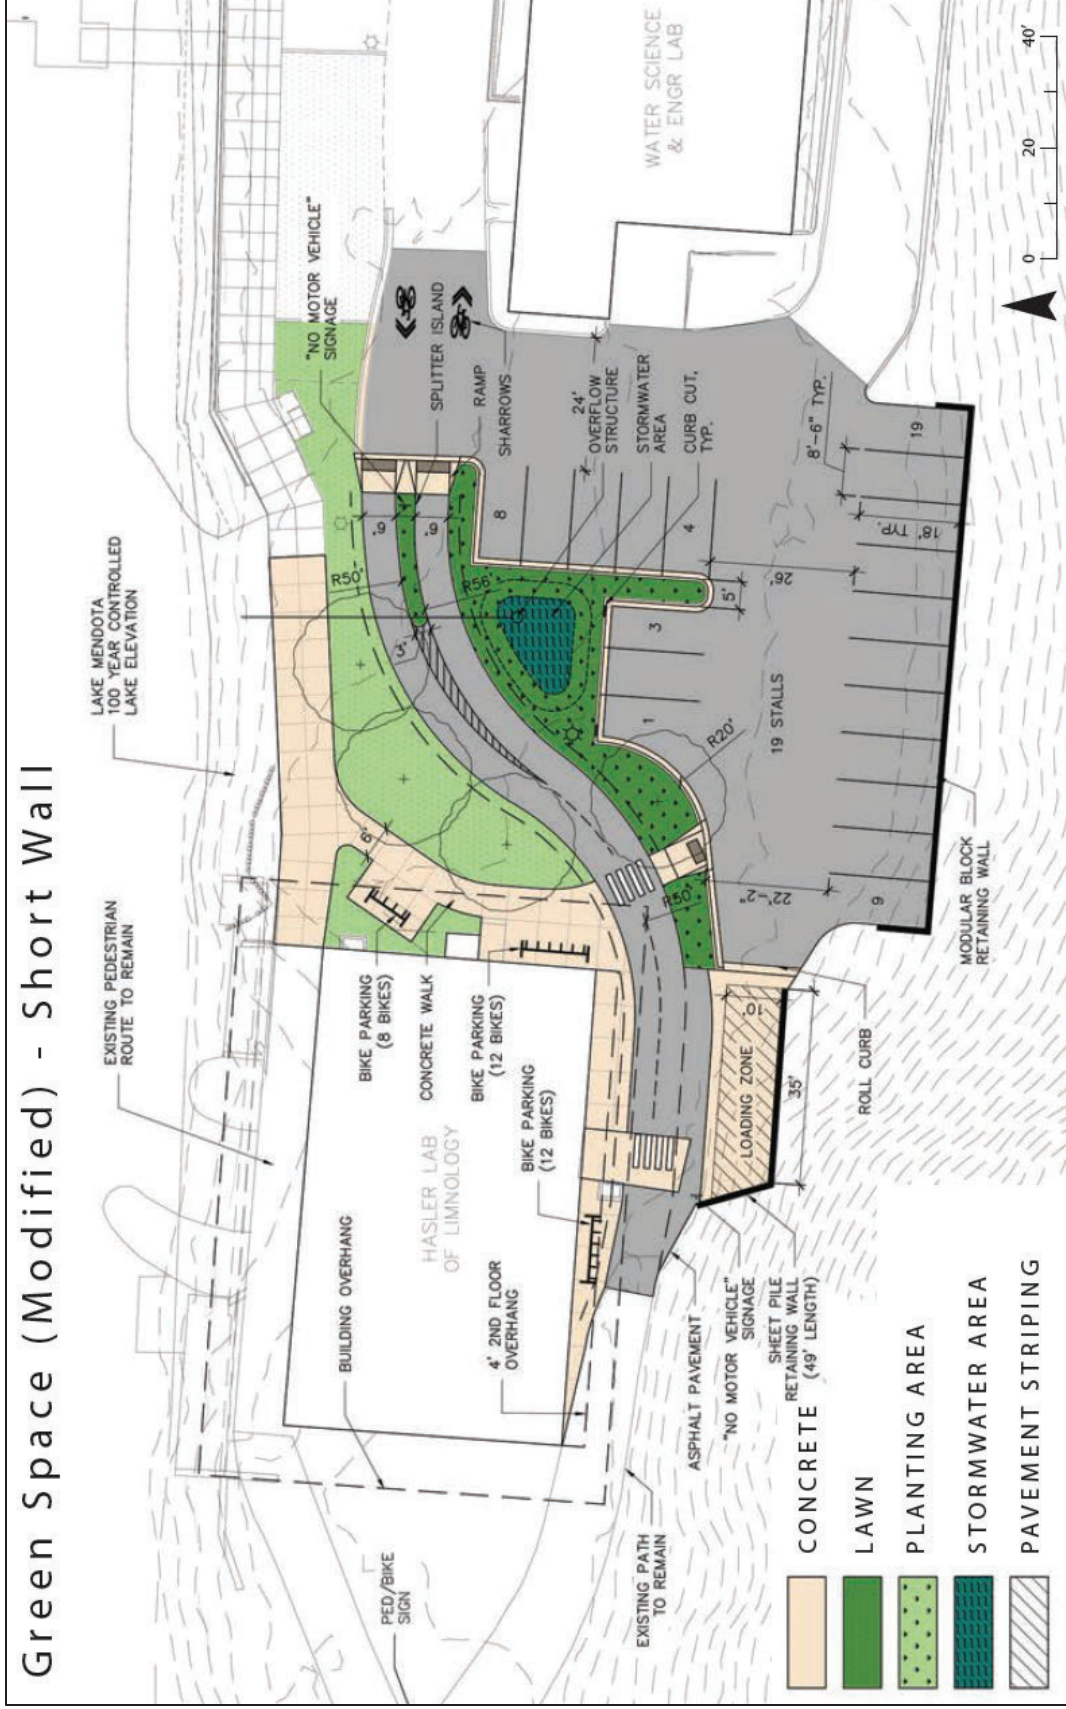 Green Space (Modified) - Short Wall
LAKE MENDOTA
100 YEAR CONTROLLED
LAKE ELEVATION
EXISTING PEDESTRIAN
ROUTE TO REMAIN
"NO MOTOR VEHICLE"
SIGNAGE
SPLITTER ISLAND
RAMP
SHARROWS
24'
OVERFLOW
STRUCTURE
STORMWATER
AREA
CURB CUT,
TYP.
8'-6" TYP.
19
18' TYP.
WATER SCIENCE
& ENGR LAB
R50'
6'
6'
R56'
3'
8
4
3
5'
26'
1
R20'
19 STALLS
6'
R50'
22'-2"
9
BUILDING OVERHANG
BIKE PARKING
(8 BIKES)
CONCRETE WALK
BIKE PARKING
(12 BIKES)
BIKE PARKING
(12 BIKES)
HASLER LAB
OF LIMNOLOGY
4' 2ND FLOOR
OVERHANG
PED/BIKE
SIGN
MODULAR BLOCK
RETAINING WALL
ROLL CURB
10'
LOADING ZONE
35'
ASPHALT PAVEMENT
"NO MOTOR VEHICLE"
SIGNAGE
SHEET PILE
RETAINING WALL
(49' LENGTH)
EXISTING PATH
TO REMAIN
CONCRETE
LAWN
PLANTING AREA
STORMWATER AREA
PAVEMENT STRIPING
0
20
40'